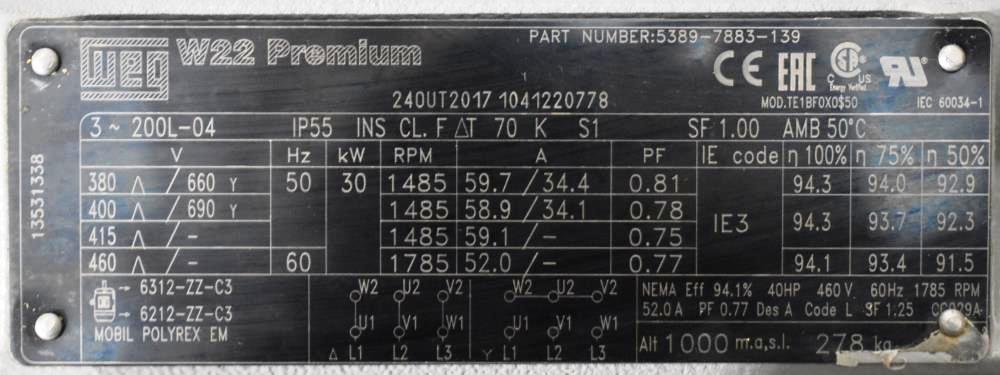 weg W22 Premium
PART NUMBER:5389-7883-139
CE EAC CSA C US Energy Verified
24OUT2017 1041220778
MOD.TE1BF0X0$50 IEC 60034-1
3 ~ 200L-04 IP55 INS CL. F ΔT 70 K S1 SF 1.00 AMB 50°C
V Hz kW RPM A PF IE code η 100% η 75% η 50%
380 Δ / 660 Y 50 30 1485 59.7 / 34.4 0.81 IE3 94.3 94.0 92.9
400 Δ / 690 Y 1485 58.9 / 34.1 0.78 94.3 93.7 92.3
415 Δ / - 1485 59.1 / - 0.75
460 Δ / - 60 1785 52.0 / - 0.77 94.1 93.4 91.5
13531338
6312-ZZ-C3
6212-ZZ-C3
MOBIL POLYREX EM
W2 U2 V2
U1 V1 W1
Δ L1 L2 L3
W2 U2 V2
U1 V1 W1
Y L1 L2 L3
NEMA Eff 94.1% 40HP 460V 60Hz 1785 RPM
52.0A PF 0.77 Des A Code L SF 1.25 CC029A
Alt 1000 m.a.s.l. 278 kg